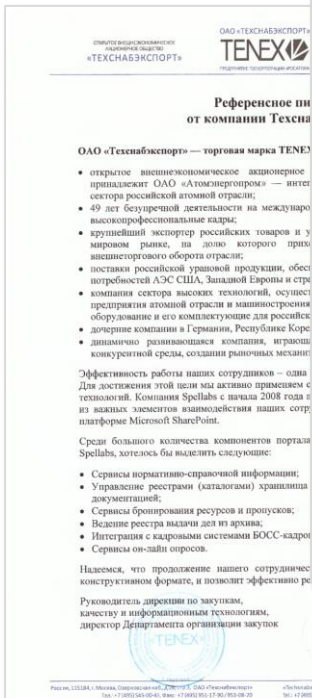 ОТКРЫТОЕ ВНЕШНЕЭКОНОМИЧЕСКОЕ
АКЦИОНЕРНОЕ ОБЩЕСТВО
«ТЕХСНАБЭКСПОРТ»
ОАО «ТЕХСНАБЭКСПОРТ»
TENEX
ПРЕДПРИЯТИЕ ГОСКОРПОРАЦИИ
Референсное пи
от компании Техсна
ОАО «Техснабэкспорт» — торговая марка TENEX
• открытое внешнеэкономическое акционерное
принадлежит ОАО «Атомэнергопром» — интег
сектора российской атомной отрасли;
• 49 лет безупречной деятельности на междунаро
высокопрофессиональные кадры;
• крупнейший экспортер российских товаров и у
мировом рынке, на долю которого прихо
внешнеторгового оборота отрасли;
• поставки российской урановой продукции, обесп
потребностей АЭС США, Западной Европы и стра
• компания сектора высоких технологий, осущест
предприятия атомной отрасли и машиностроения
оборудование и его комплектующие для российск
• дочерние компании в Германии, Республике Коре
• динамично развивающаяся компания, играющ
конкурентной среды, создании рыночных механиз
Эффективность работы наших сотрудников – одна
Для достижения этой цели мы активно применяем с
технологий. Компания Spellabs с начала 2008 года п
из важных элементов взаимодействия наших сотр
платформе Microsoft SharePoint.
Среди большого количества компонентов портала
Spellabs, хотелось бы выделить следующие:
• Сервисы нормативно-справочной информации;
• Управление реестрами (каталогами) хранилища
документацией;
• Сервисы бронирования ресурсов и пропусков;
• Ведение реестра выдачи дел из архива;
• Интеграция с кадровыми системами БОСС-кадро
• Сервисы он-лайн опросов.
Надеемся, что продолжение нашего сотрудничес
конструктивном формате, и позволит эффективно ре
Руководитель дирекции по закупкам,
качеству и информационным технологиям,
директор Департамента организации закупок
TENEX